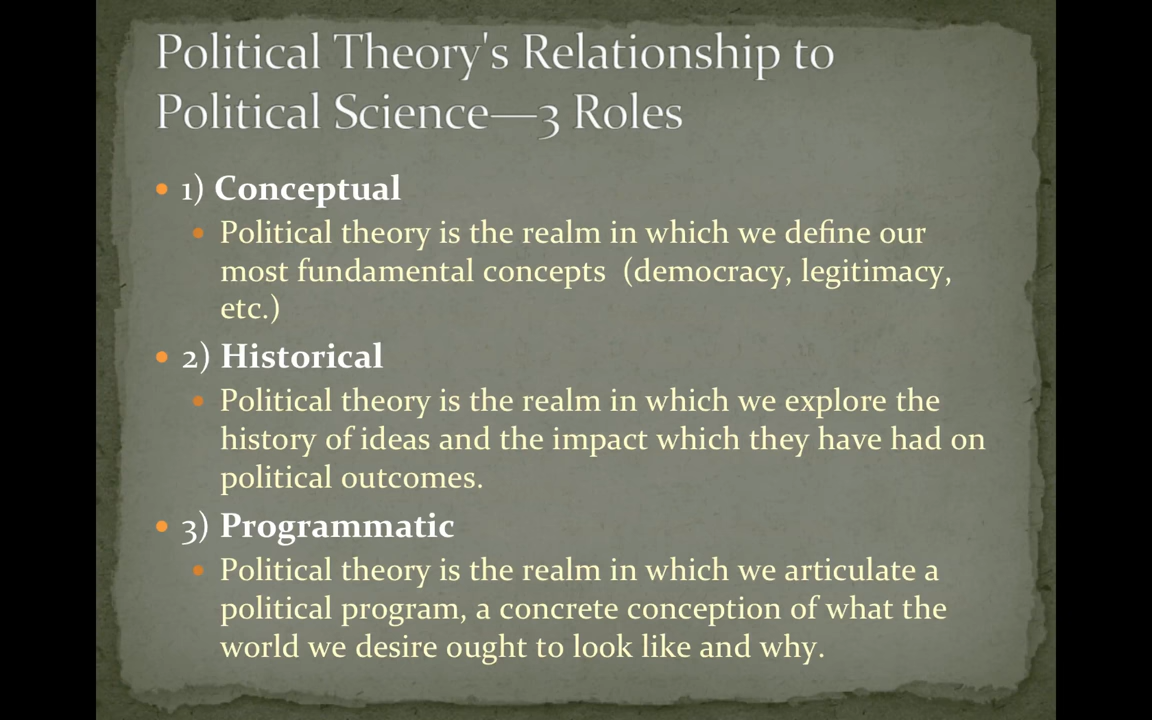 Political Theory's Relationship to
Political Science—3 Roles
1) Conceptual
Political theory is the realm in which we define our
most fundamental concepts (democracy, legitimacy,
etc.)
2) Historical
Political theory is the realm in which we explore the
history of ideas and the impact which they have had on
political outcomes.
3) Programmatic
Political theory is the realm in which we articulate a
political program, a concrete conception of what the
world we desire ought to look like and why.